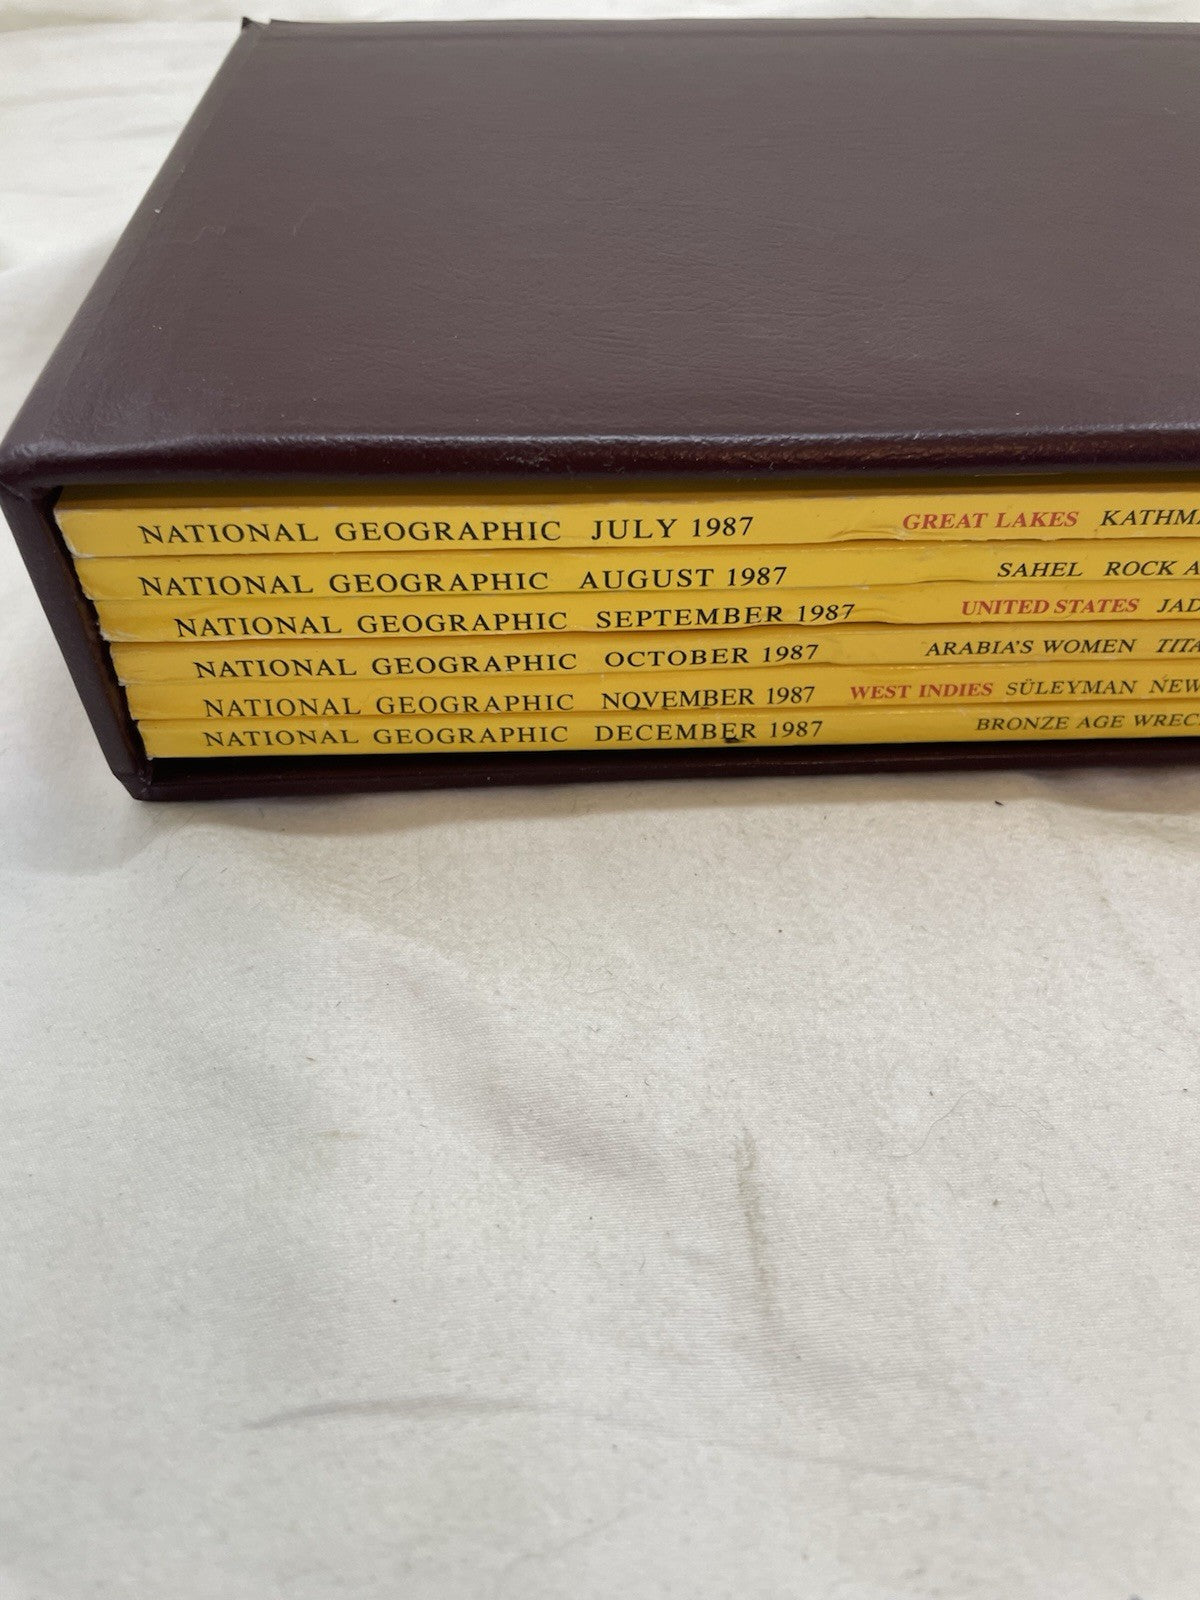 NATIONAL GEOGRAPHIC JULY 1987 GREAT LAKES
NATIONAL GEOGRAPHIC AUGUST 1987 SAHEL ROCK
NATIONAL GEOGRAPHIC SEPTEMBER 1987 UNITED STATES
NATIONAL GEOGRAPHIC OCTOBER 1987 ARABIA'S WOMEN
NATIONAL GEOGRAPHIC NOVEMBER 1987 WEST INDIES SÜLEYMAN NEW
NATIONAL GEOGRAPHIC DECEMBER 1987 BRONZE AGE